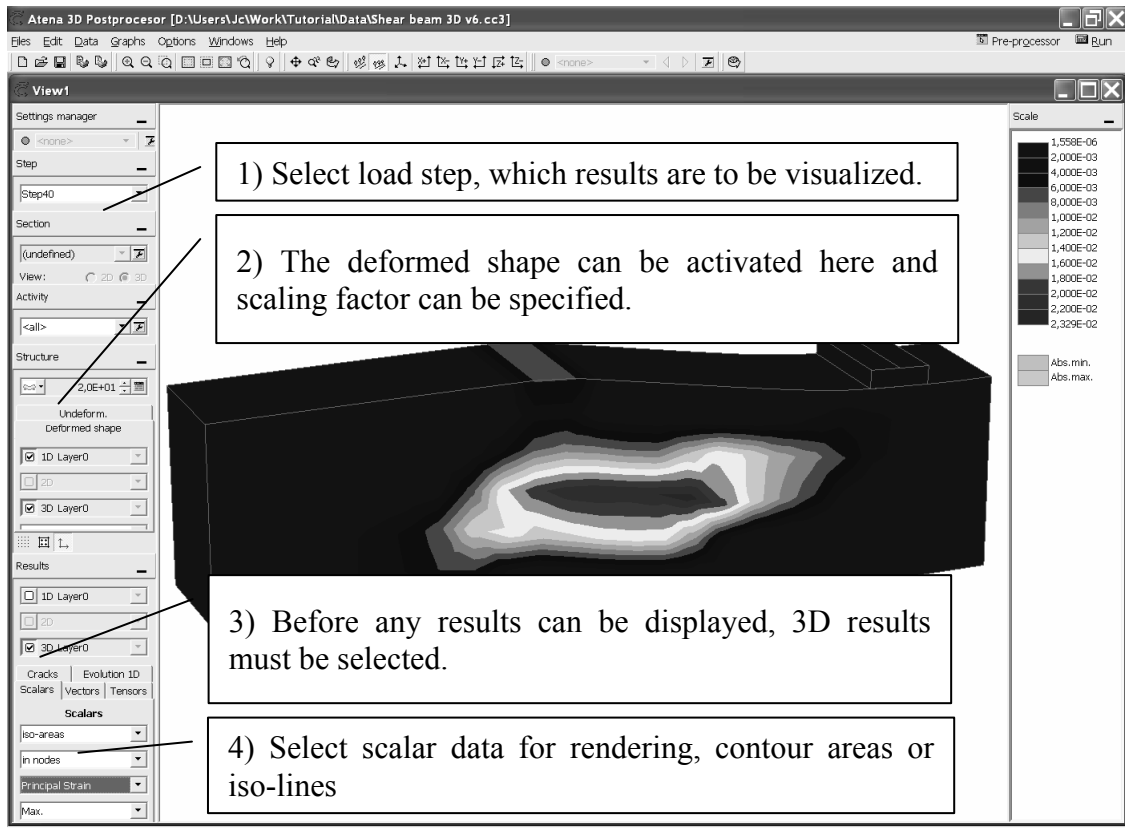 Atena 3D Postprocesor [D:\Users\Jc\Work\Tutorial\Data\Shear beam 3D v6.cc3]
Files Edit Data Graphs Options Windows Help
Pre-processor Run
<none>
View1
Settings manager
<none>
Step
Step40
Section
(undefined)
View: 2D 3D
Activity
<all>
Structure
2,0E+01
Undeform.
Deformed shape
1D Layer0
2D
3D Layer0
Results
1D Layer0
2D
3D Layer0
Cracks Evolution 1D
Scalars Vectors Tensors
Scalars
iso-areas
in nodes
Principal Strain
Max.
1) Select load step, which results are to be visualized.
2) The deformed shape can be activated here and
scaling factor can be specified.
3) Before any results can be displayed, 3D results
must be selected.
4) Select scalar data for rendering, contour areas or
iso-lines
Scale
1,558E-06
2,000E-03
4,000E-03
6,000E-03
8,000E-03
1,000E-02
1,200E-02
1,400E-02
1,600E-02
1,800E-02
2,000E-02
2,200E-02
2,329E-02
Abs.min.
Abs.max.